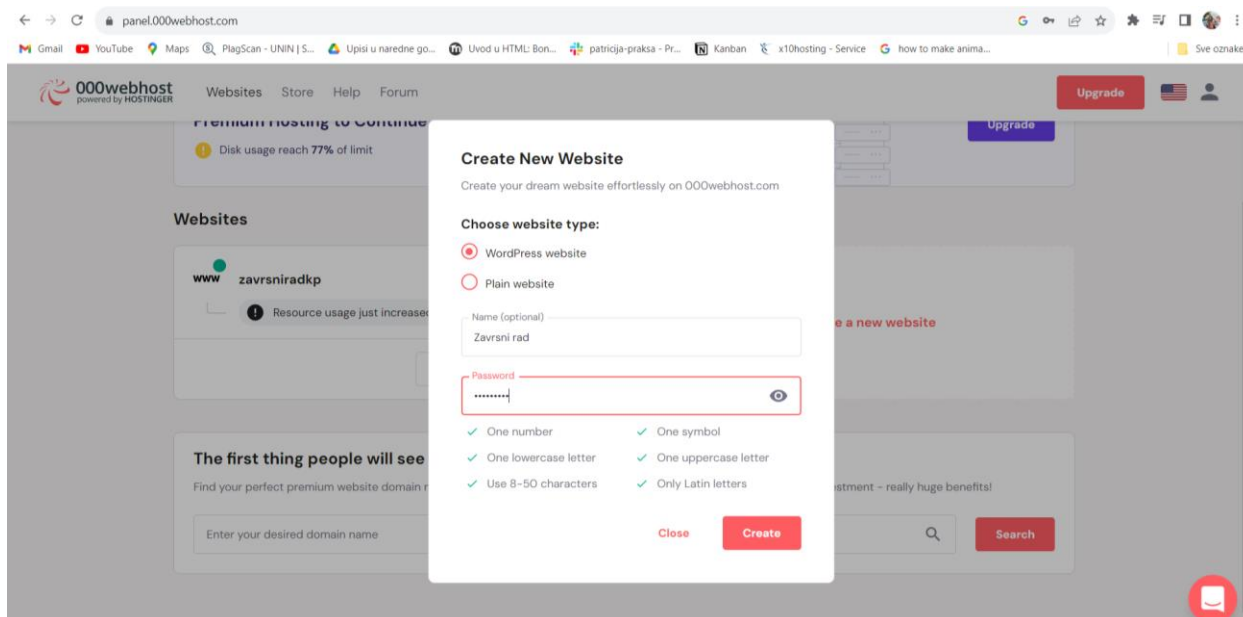 panel.000webhost.com
Gmail YouTube Maps PlagScan - UNIN | S... Upisi u naredne go... Uvod u HTML: Bon... patricija-praksa - Pr... Kanban x10hosting - Service how to make anima... Sve oznake
000webhost Websites Store Help Forum Upgrade
powered by HOSTINGER
Premium Hosting to Continue Upgrade
Disk usage reach 77% of limit
Websites
www zavrsniradkp
Resource usage just increased
e a new website
The first thing people will see
Find your perfect premium website domain stment - really huge benefits!
Enter your desired domain name Search
Create New Website
Create your dream website effortlessly on 000webhost.com
Choose website type:
WordPress website
Plain website
Name (optional)
Zavrsni rad
Password
•••••••••
One number One symbol
One lowercase letter One uppercase letter
Use 8-50 characters Only Latin letters
Close Create